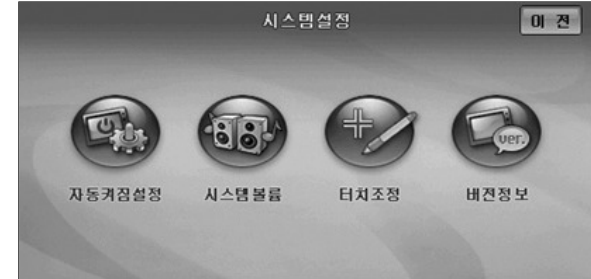 시스템설정
이 전
ver.
자동켜짐설정
시스템볼륨
터치조정
버전정보